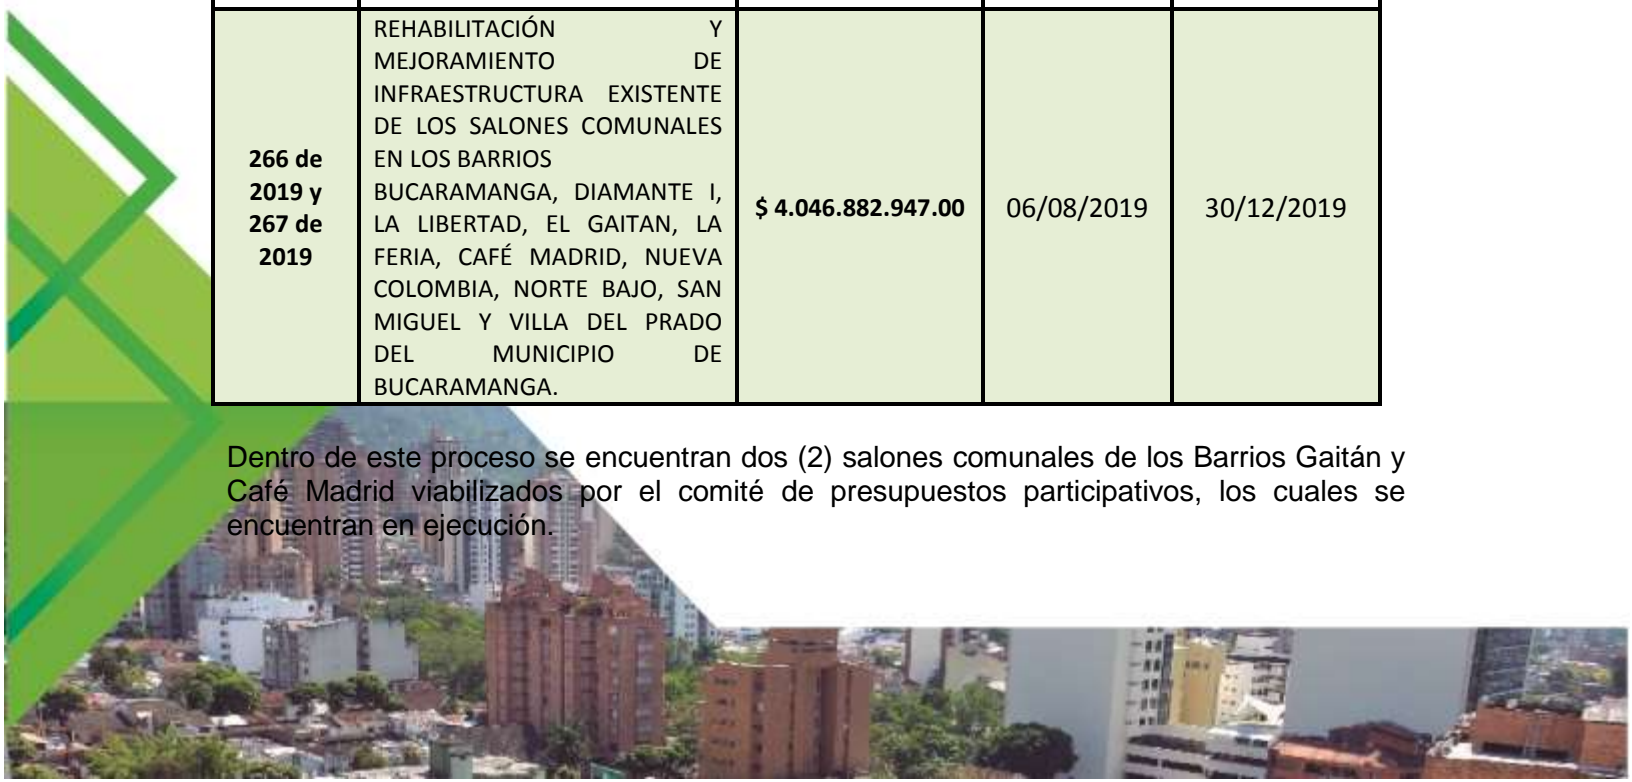 266 de
2019 y
267 de
2019
REHABILITACIÓN Y
MEJORAMIENTO DE
INFRAESTRUCTURA EXISTENTE
DE LOS SALONES COMUNALES
EN LOS BARRIOS
BUCARAMANGA, DIAMANTE I,
LA LIBERTAD, EL GAITAN, LA
FERIA, CAFÉ MADRID, NUEVA
COLOMBIA, NORTE BAJO, SAN
MIGUEL Y VILLA DEL PRADO
DEL MUNICIPIO DE
BUCARAMANGA.
$ 4.046.882.947.00
06/08/2019
30/12/2019
Dentro de este proceso se encuentran dos (2) salones comunales de los Barrios Gaitán y
Café Madrid viabilizados por el comité de presupuestos participativos, los cuales se
encuentran en ejecución.